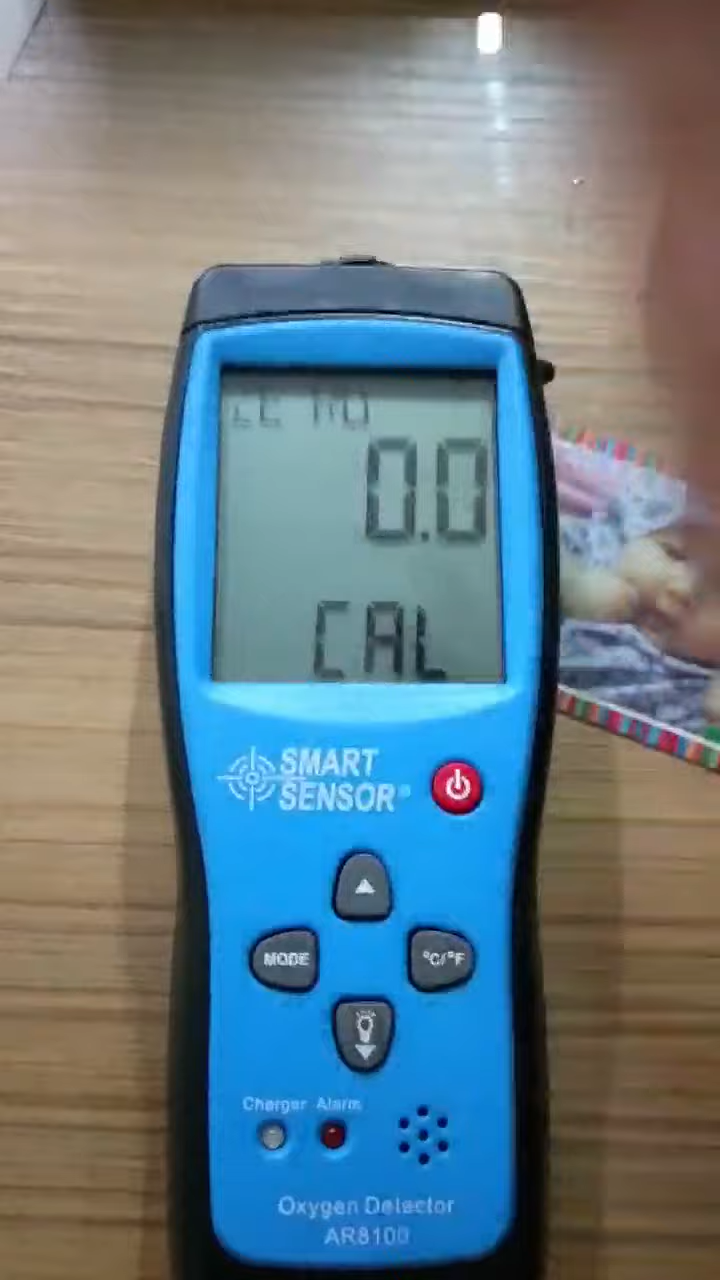 0.0
CAL
SMART
SENSOR®
MODE
°C/°F
Charger Alarm
Oxygen Detector
AR8100